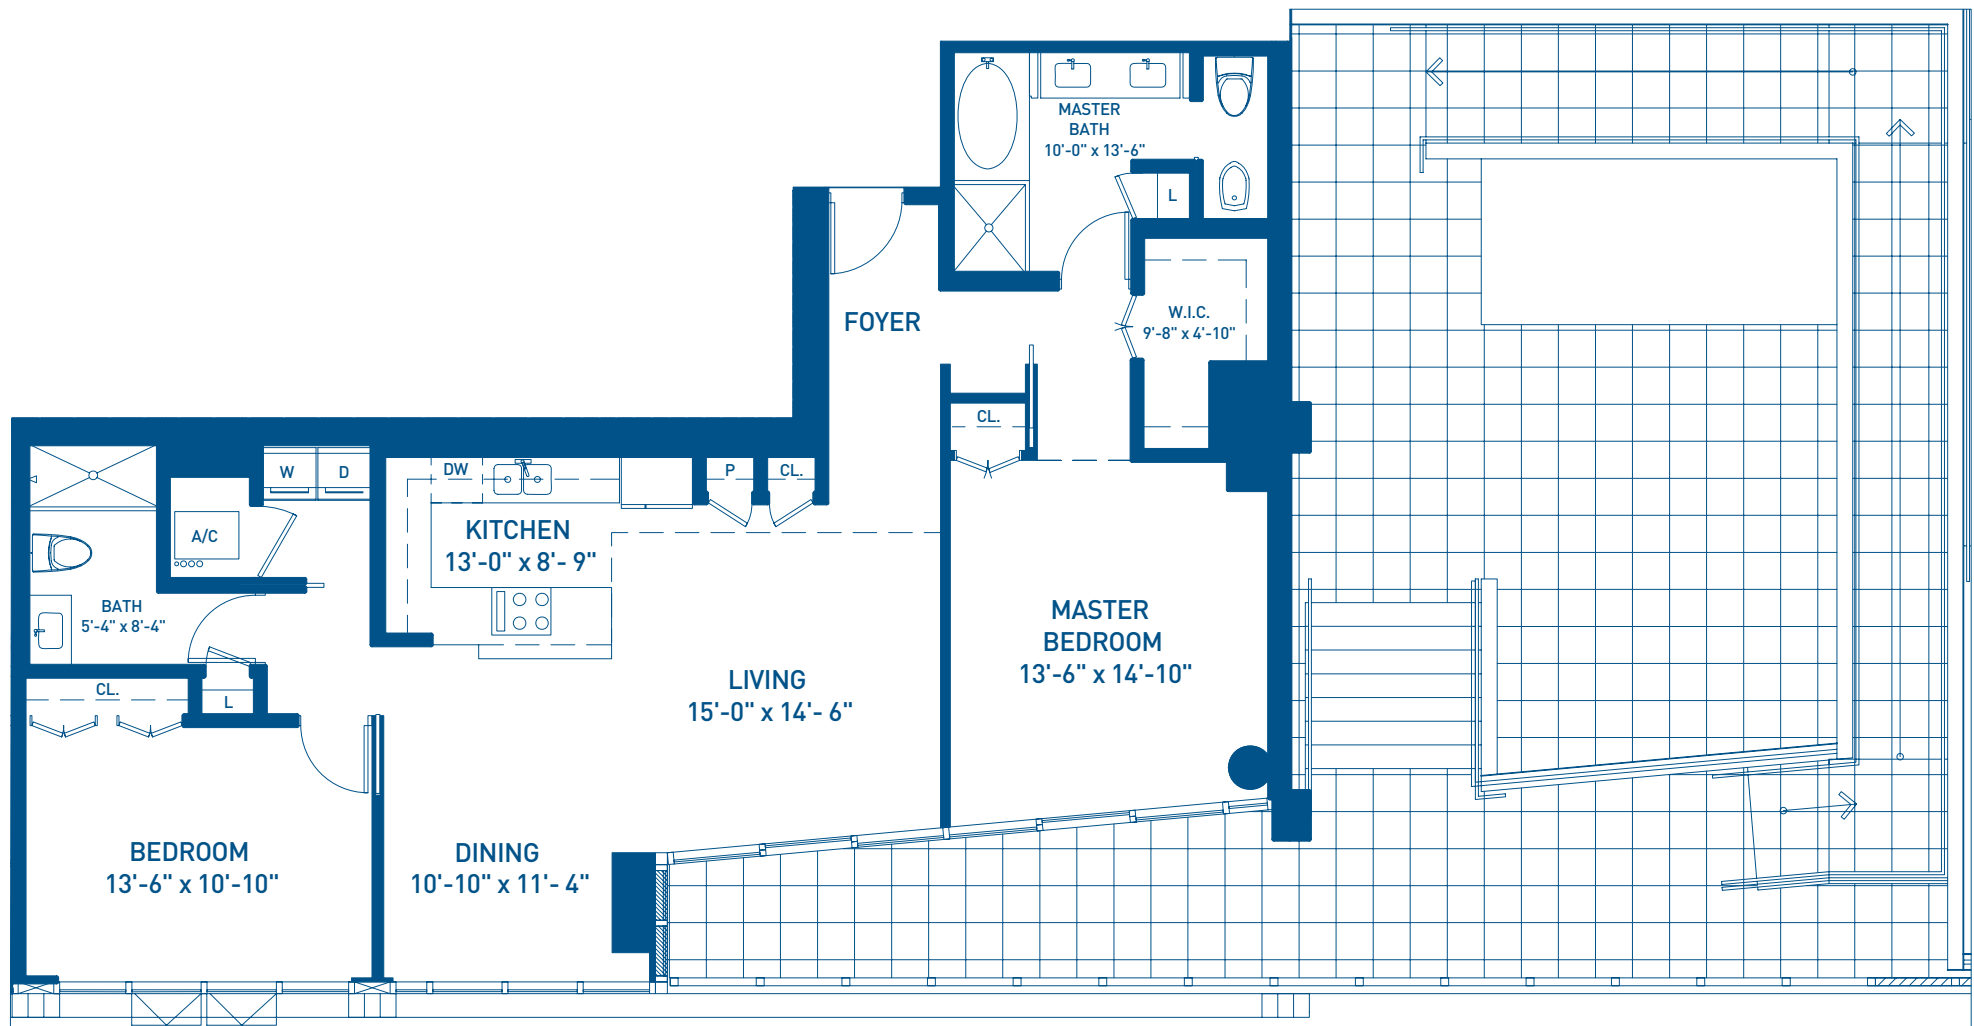 MASTER
BATH
10'-0" x 13'-6"
L
FOYER
W.I.C.
9'-8" x 4'-10"
CL.
W
D
DW
P
CL.
A/C
KITCHEN
13'-0" x 8'- 9"
BATH
5'-4" x 8'-4"
MASTER
BEDROOM
13'-6" x 14'-10"
LIVING
15'-0" x 14'- 6"
CL.
L
BEDROOM
13'-6" x 10'-10"
DINING
10'-10" x 11'- 4"